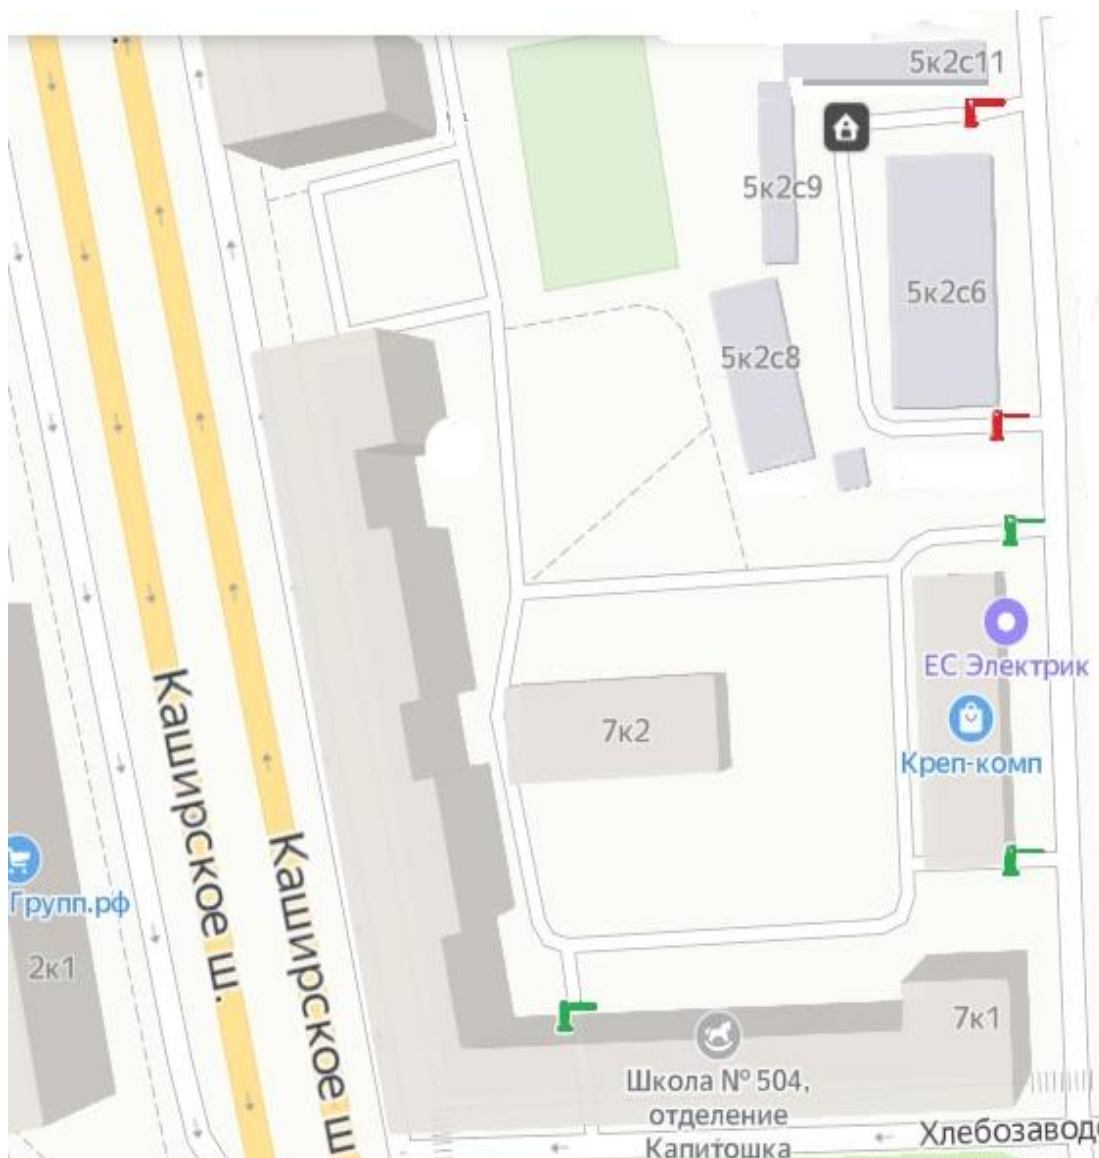 5к2с11
5к2с9
5к2с6
5к2с8
ЕС Электрик
7к2
Креп-комп
Каширское ш.
Каширское ш
Групп.рф
2к1
7к1
Школа № 504,
отделение
Капитошка
Хлебозавод